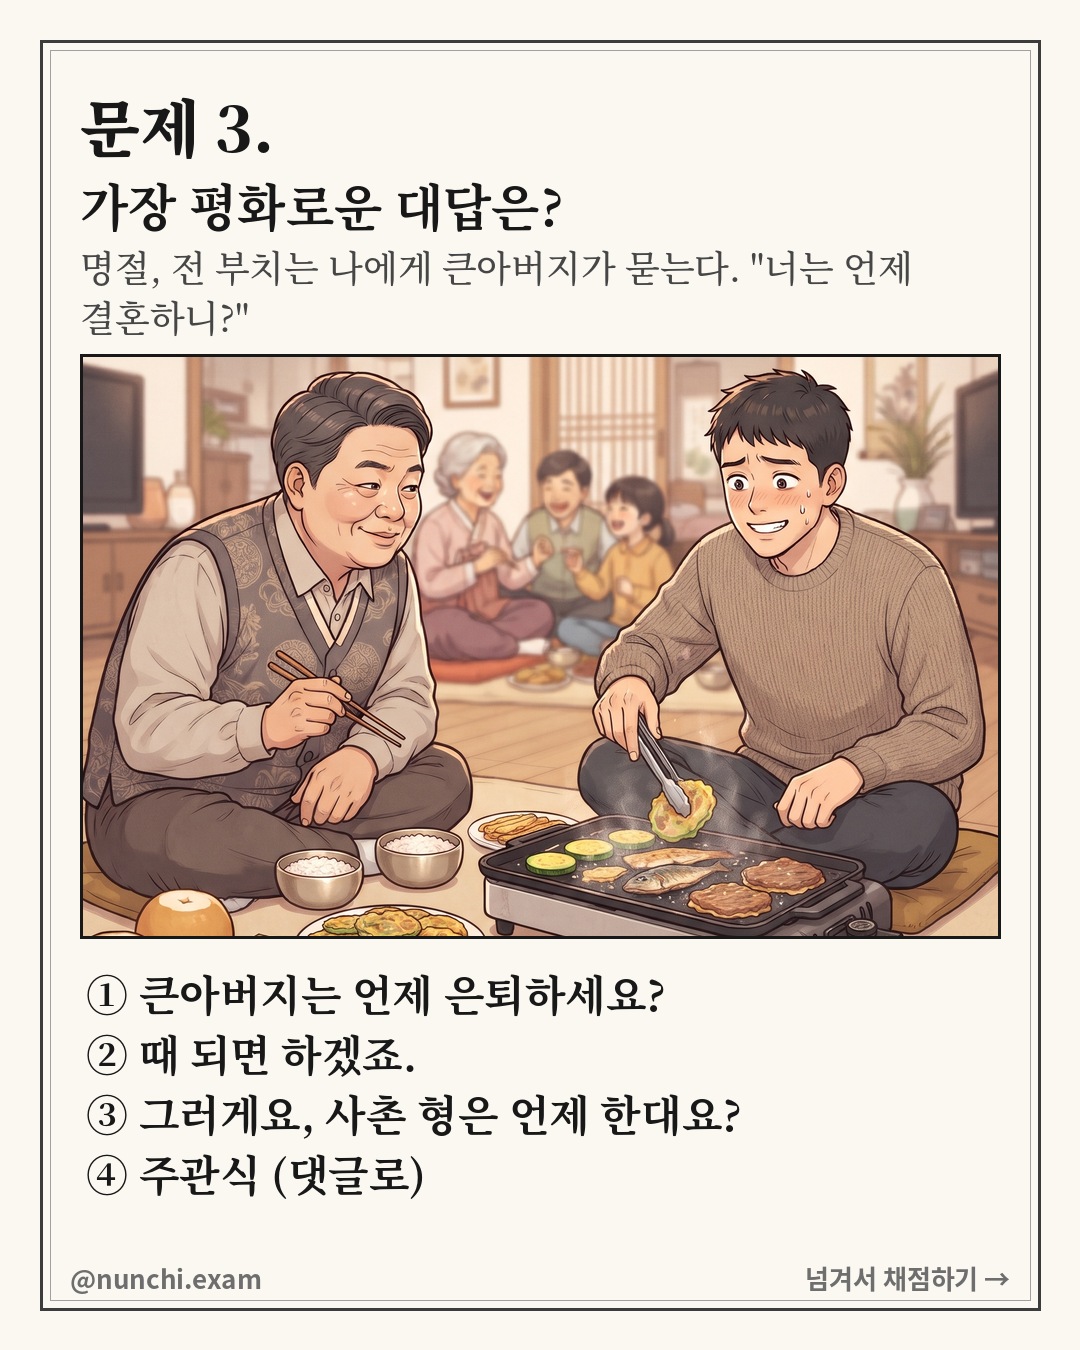 문제 3.
가장 평화로운 대답은?
명절, 전 부치는 나에게 큰아버지가 묻는다. "너는 언제
결혼하니?"
① 큰아버지는 언제 은퇴하세요?
② 때 되면 하겠죠.
③ 그러게요, 사촌 형은 언제 한대요?
④ 주관식 (댓글로)
@nunchi.exam
넘겨서 채점하기 →